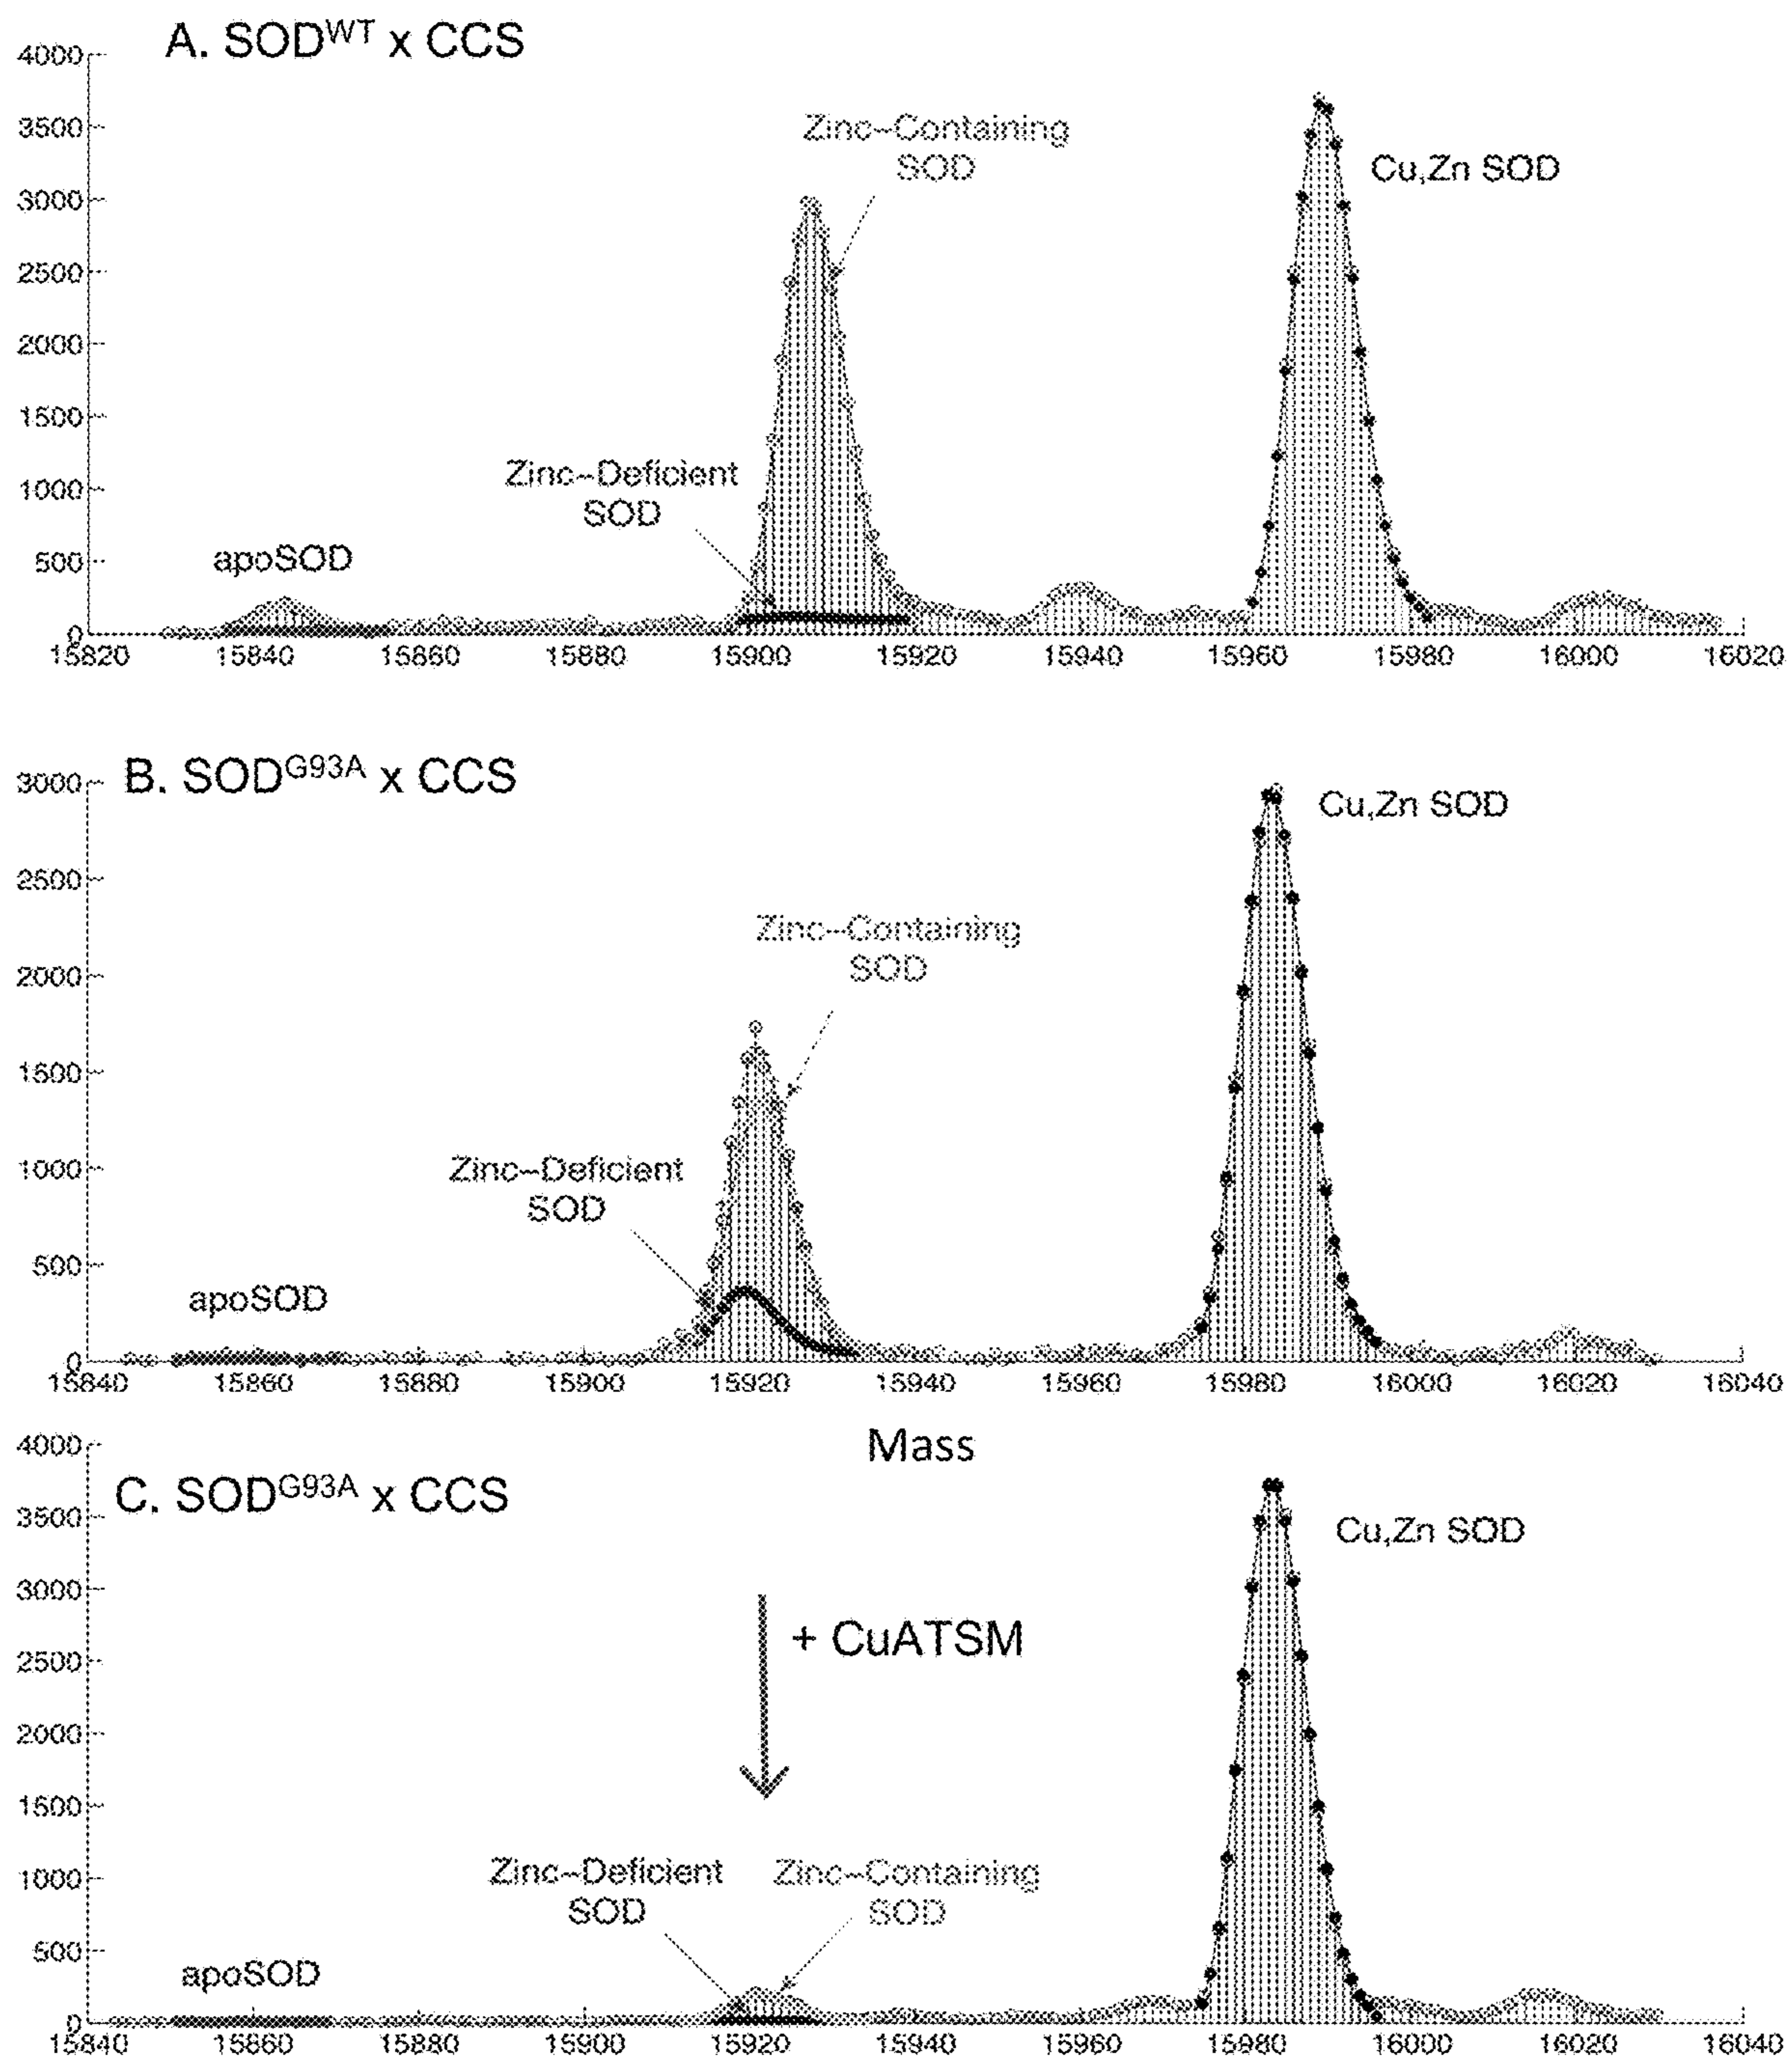 A. SOD^WT x CCS
4000
3500
3000
2500
2000
1500
1000
500
0
Zinc-Containing
SOD
Cu,Zn SOD
Zinc-Deficient
SOD
apoSOD
15820 15840 15860 15880 15900 15920 15940 15960 15980 16000 16020
B. SOD^G93A x CCS
3000
2500
2000
1500
1000
500
0
Cu,Zn SOD
Zinc-Containing
SOD
Zinc-Deficient
SOD
apoSOD
15840 15860 15880 15900 15920 15940 15960 15980 16000 16020 16040
Mass
C. SOD^G93A x CCS
4000
3500
3000
2500
2000
1500
1000
500
0
Cu,Zn SOD
+ CuATSM
Zinc-Deficient
SOD
Zinc-Containing
SOD
apoSOD
15840 15860 15880 15900 15920 15940 15960 15980 16000 16020 16040